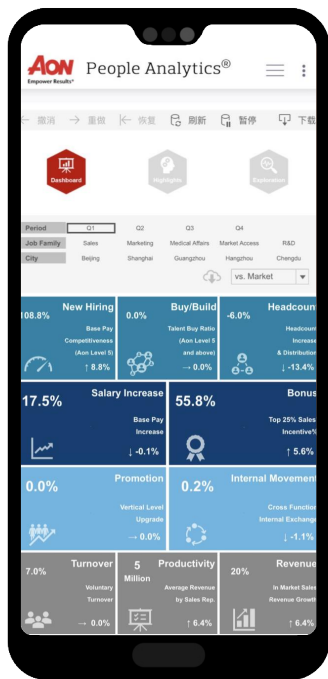 AON
Empower Results®
People Analytics®
撤消 重做 恢复 刷新 暂停 下载
Dashboard Highlights Exploration
Period Q1 Q2 Q3 Q4
Job Family Sales Marketing Medical Affairs Market Access R&D
City Beijing Shanghai Guangzhou Hangzhou Chengdu
vs. Market
108.8% New Hiring
Base Pay
Competitiveness
(Aon Level 5)
↑ 8.8%
0.0% Buy/Build
Talent Buy Ratio
(Aon Level 5
and above)
→ 0.0%
-6.0% Headcount
Headcount
Increase
& Distribution
↓ -13.4%
17.5% Salary Increase
Base Pay
Increase
↓ -0.1%
55.8% Bonus
Top 25% Sales
Incentive%
↑ 5.6%
0.0% Promotion
Vertical Level
Upgrade
→ 0.0%
0.2% Internal Movement
Cross Function
Internal Exchange
↓ -1.1%
7.0% Turnover
Voluntary
Turnover
→ 0.0%
5 Million Productivity
Average Revenue
by Sales Rep.
↑ 6.4%
20% Revenue
In Market Sales
Revenue Growth
↑ 6.4%